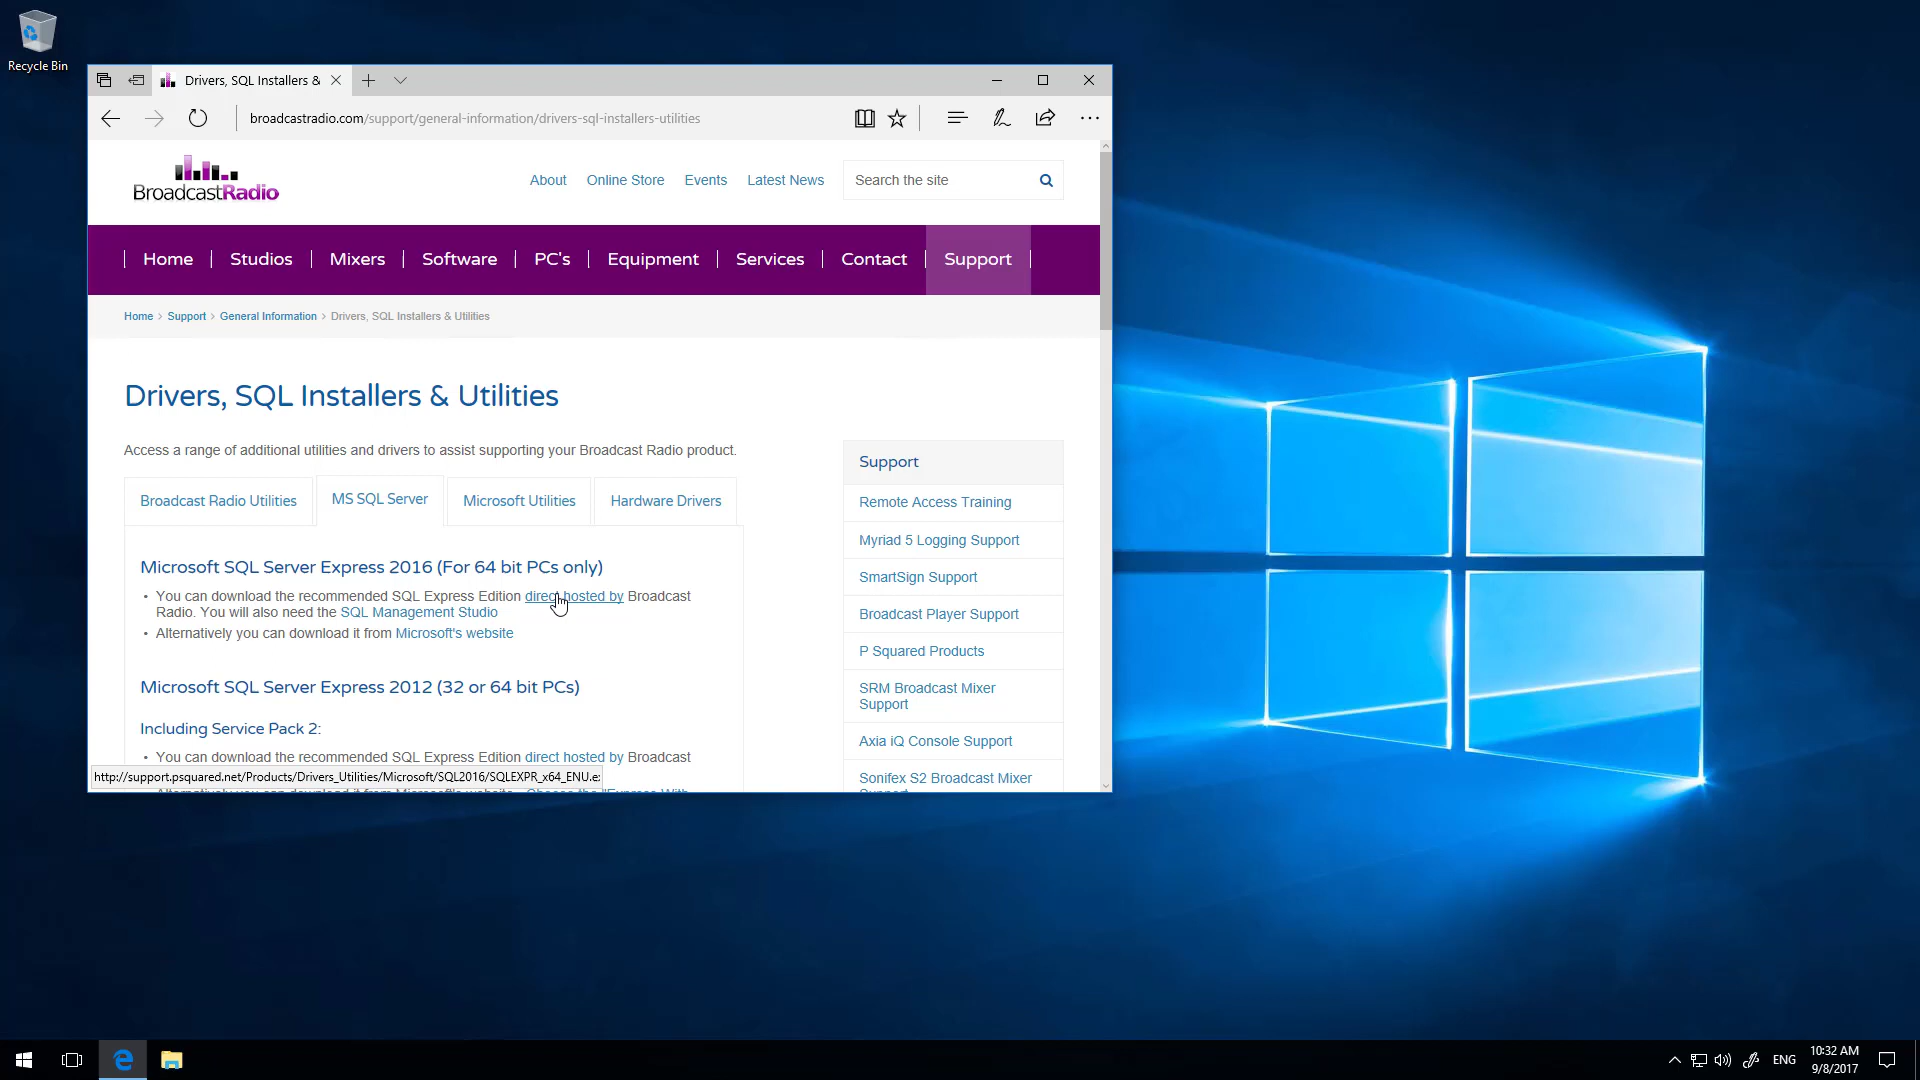 Recycle Bin
Drivers, SQL Installers &
broadcastradio.com/support/general-information/drivers-sql-installers-utilities
BroadcastRadio
About Online Store Events Latest News Search the site
Home Studios Mixers Software PC's Equipment Services Contact Support
Home › Support › General Information › Drivers, SQL Installers & Utilities
Drivers, SQL Installers & Utilities
Access a range of additional utilities and drivers to assist supporting your Broadcast Radio product.
Broadcast Radio Utilities MS SQL Server Microsoft Utilities Hardware Drivers
Microsoft SQL Server Express 2016 (For 64 bit PCs only)
• You can download the recommended SQL Express Edition direct hosted by Broadcast
Radio. You will also need the SQL Management Studio
• Alternatively you can download it from Microsoft's website
Microsoft SQL Server Express 2012 (32 or 64 bit PCs)
Including Service Pack 2:
• You can download the recommended SQL Express Edition direct hosted by Broadcast
http://support.psquared.net/Products/Drivers_Utilities/Microsoft/SQL2016/SQLEXPR_x64_ENU.e
Support
Remote Access Training
Myriad 5 Logging Support
SmartSign Support
Broadcast Player Support
P Squared Products
SRM Broadcast Mixer
Support
Axia iQ Console Support
Sonifex S2 Broadcast Mixer
ENG
10:32 AM
9/8/2017